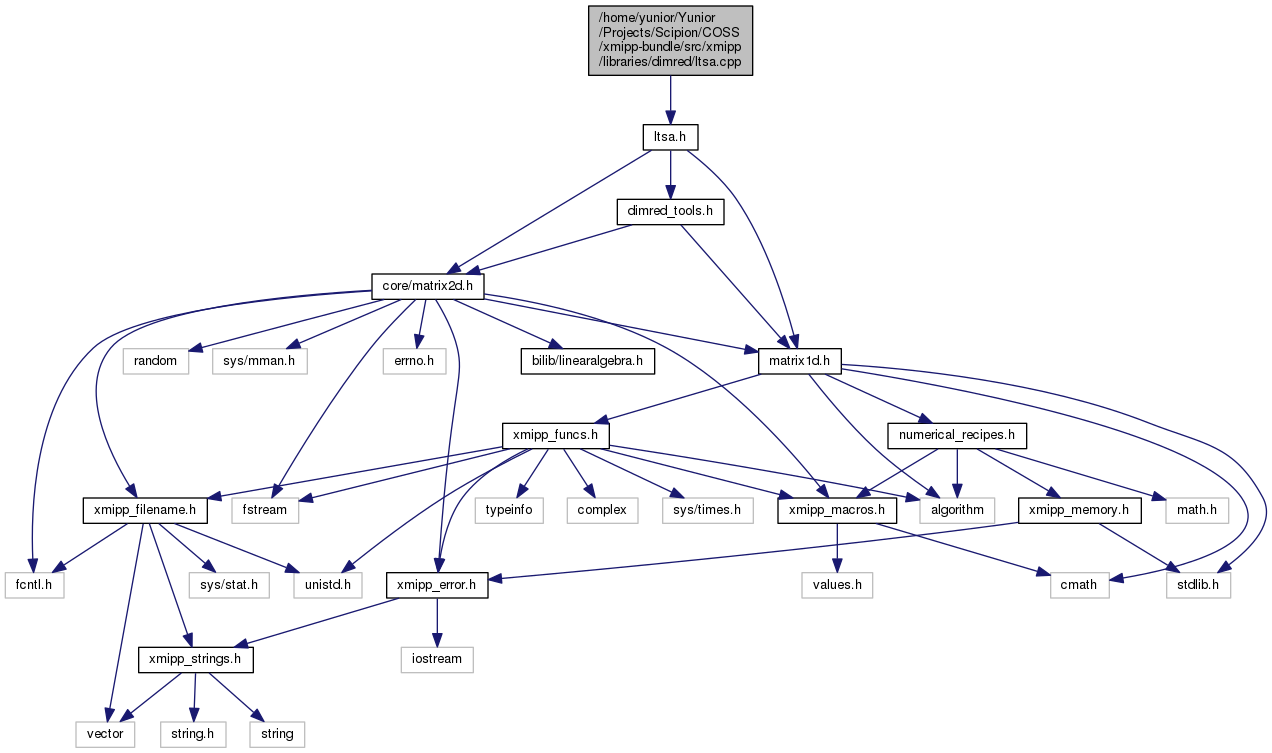 /home/yunior/Yunior
/Projects/Scipion/COSS
/xmipp-bundle/src/xmipp
/libraries/dimred/ltsa.cpp
ltsa.h
dimred_tools.h
core/matrix2d.h
random
sys/mman.h
errno.h
bilib/linearalgebra.h
matrix1d.h
xmipp_funcs.h
numerical_recipes.h
xmipp_filename.h
fstream
typeinfo
complex
sys/times.h
xmipp_macros.h
algorithm
xmipp_memory.h
math.h
fcntl.h
sys/stat.h
unistd.h
xmipp_error.h
values.h
cmath
stdlib.h
xmipp_strings.h
iostream
vector
string.h
string